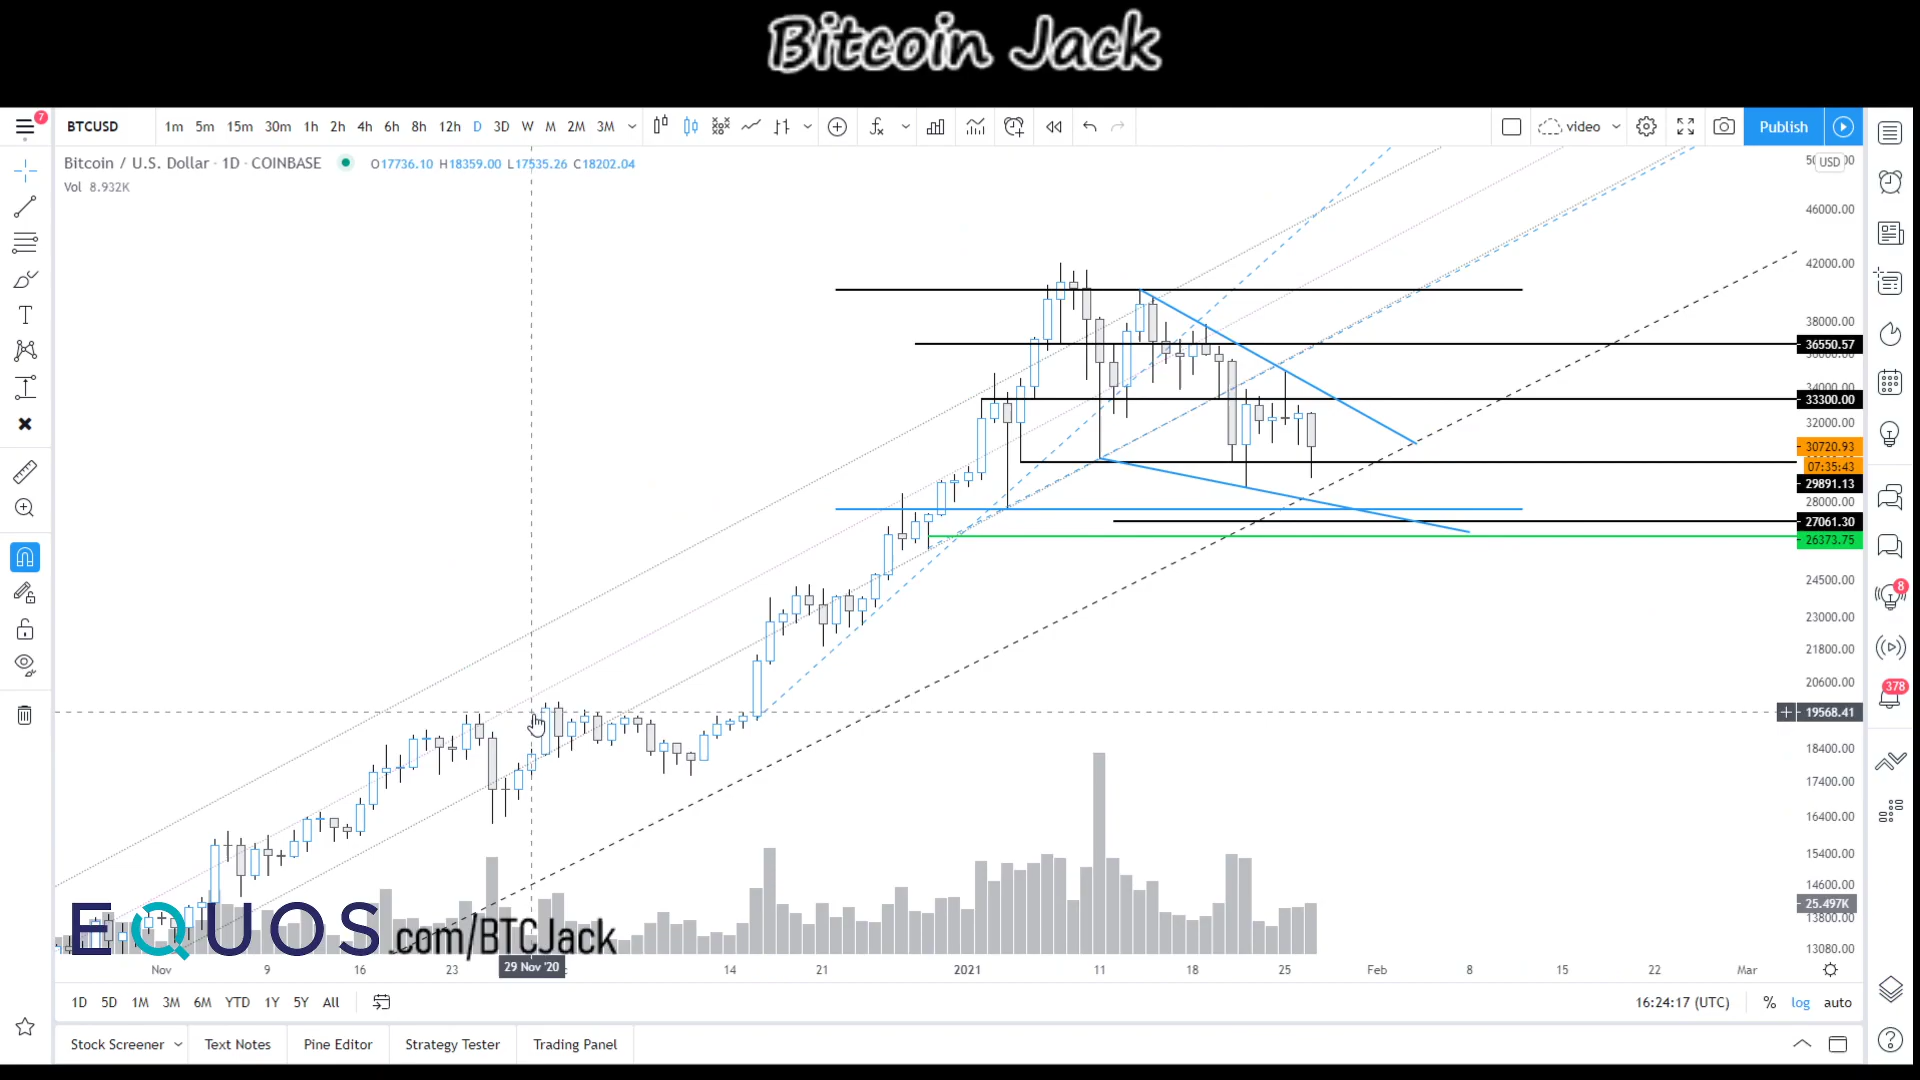 Bitcoin Jack
7
BTCUSD 1m 5m 15m 30m 1h 2h 4h 6h 8h 12h D 3D W M 2M 3M video Publish
Bitcoin / U.S. Dollar · 1D · COINBASE O17736.10 H18359.00 L17535.26 C18202.04
Vol 8.932K
USD
46000.00
42000.00
38000.00
36550.57
34000.00
33300.00
32000.00
30720.93
07:35:43
29891.13
28000.00
27061.30
26373.75
24500.00
8
23000.00
21800.00
20600.00
378
19568.41
18400.00
17400.00
16400.00
15400.00
14600.00
25.497K
13800.00
EQUOS.com/BTCJack
13080.00
Nov 9 16 23 29 Nov '20 14 21 2021 11 18 25 Feb 8 15 22 Mar
1D 5D 1M 3M 6M YTD 1Y 5Y All 16:24:17 (UTC) % log auto
Stock Screener Text Notes Pine Editor Strategy Tester Trading Panel